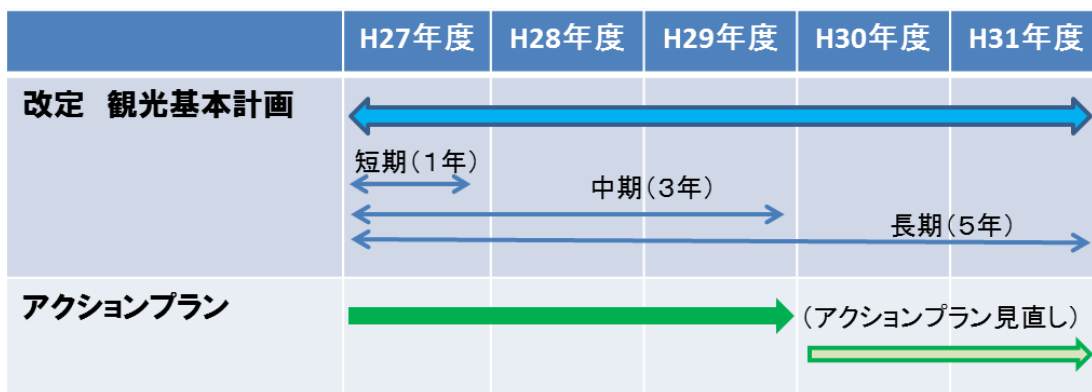 H27年度 H28年度 H29年度 H30年度 H31年度
改定　観光基本計画
短期（１年）
中期（３年）
長期（５年）
アクションプラン
（アクションプラン見直し）